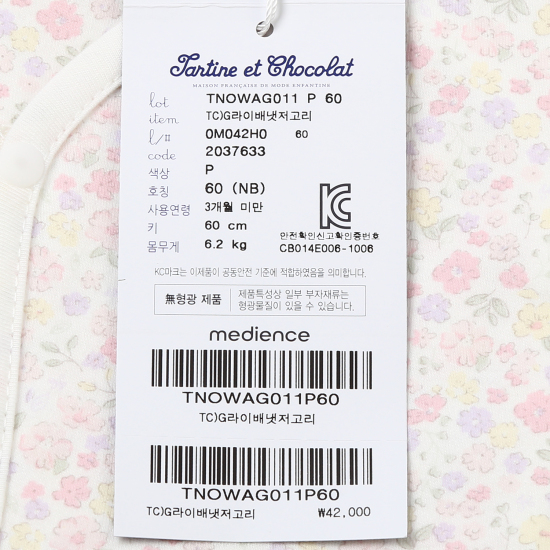 Tartine et Chocolat
MAISON FRANÇAISE DE MODE ENFANTINE
lot TNOWAG011 P 60
item TC)G라이배냇저고리
l/π 0M042H0 60
code 2037633
색상 P
호칭 60 (NB)
사용연령 3개월 미만
키 60 cm
몸무게 6.2 kg
안전확인신고확인증번호
CB014E006-1006
KC마크는 이제품이 공동안전 기준에 적합하였음을 의미합니다.
無형광 제품 제품특성상 일부 부자재류는
형광물질이 있을 수 있습니다.
medience
TNOWAG011P60
TC)G라이배냇저고리
TNOWAG011P60
TC)G라이배냇저고리 ₩42,000